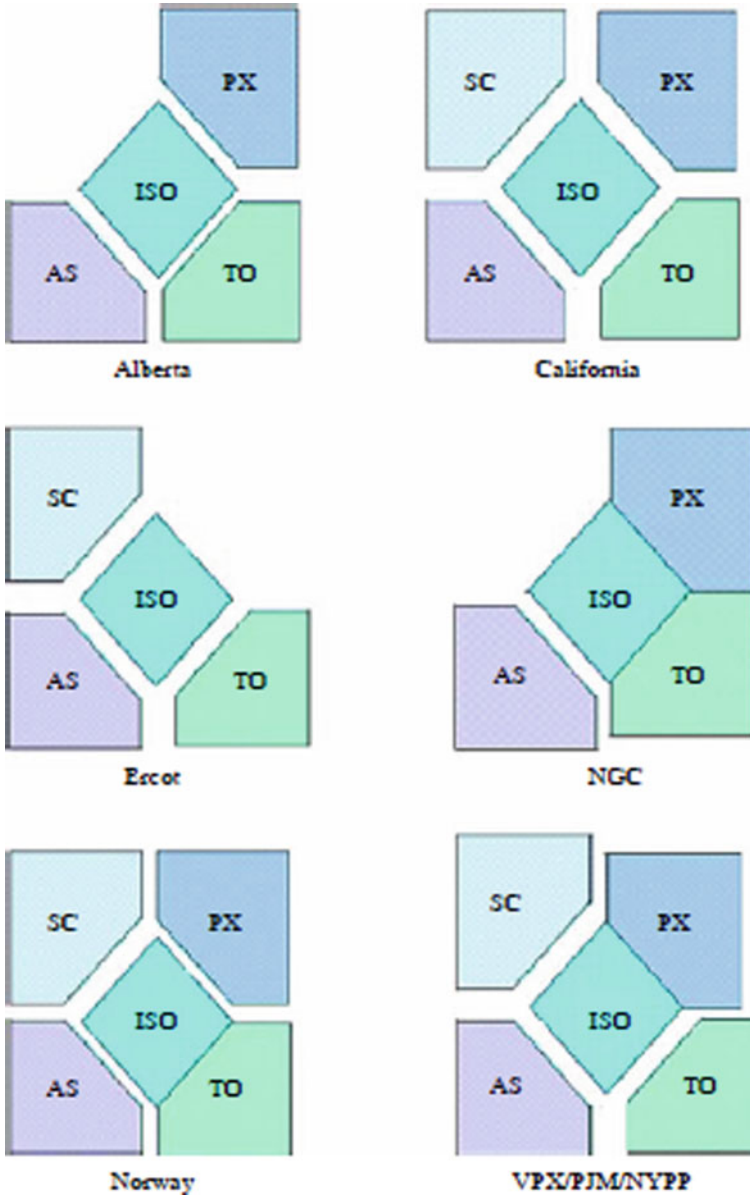 PX
ISO
AS TO
Alberta
SC PX
ISO
AS TO
California
SC
ISO
AS TO
Ercot
PX
ISO
AS TO
NGC
SC PX
ISO
AS TO
Norway
SC PX
ISO
AS TO
VPX/PJM/NYPP